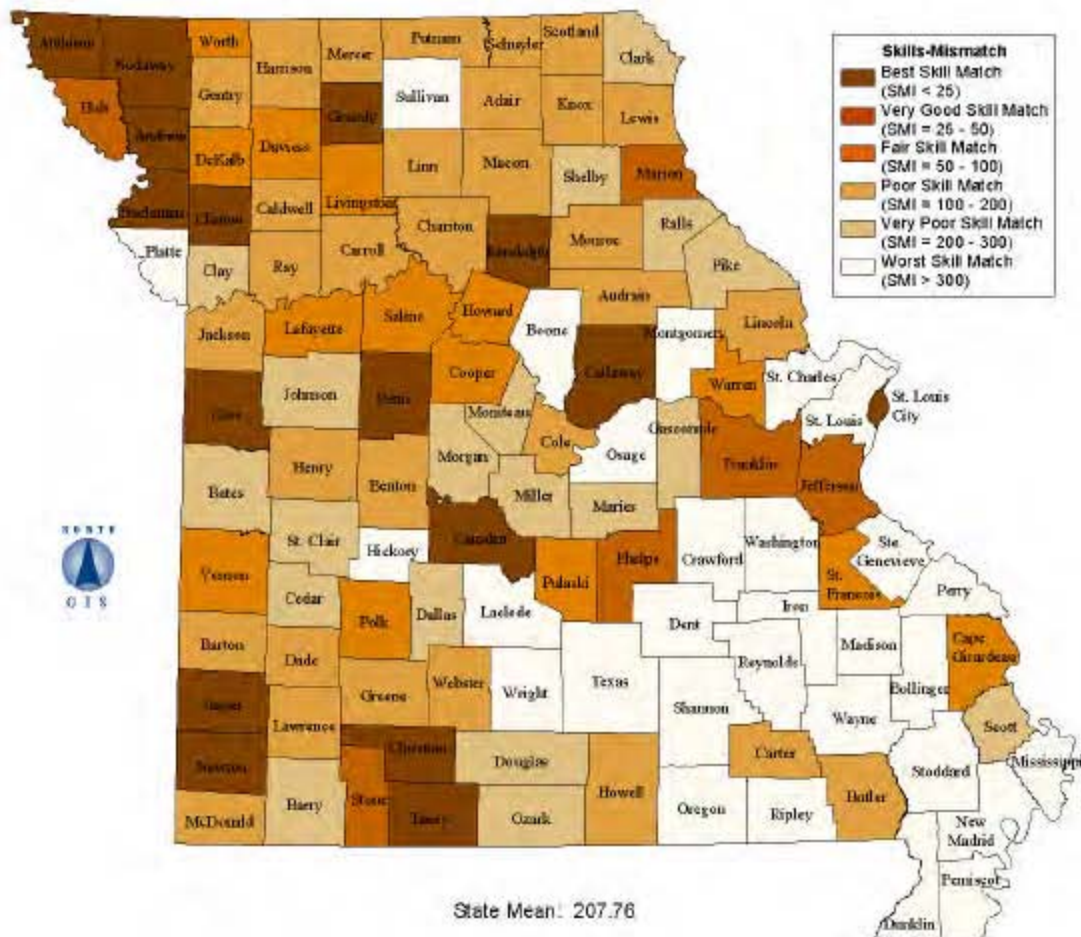 Skills-Mismatch
Best Skill Match
(SMI < 25)
Very Good Skill Match
(SMI = 25 - 50)
Fair Skill Match
(SMI = 50 - 100)
Poor Skill Match
(SMI = 100 - 200)
Very Poor Skill Match
(SMI = 200 - 300)
Worst Skill Match
(SMI > 300)
Atchison
Nodaway
Worth
Harrison
Mercer
Putnam
Schuyler
Scotland
Clark
Holt
Gentry
Grundy
Sullivan
Adair
Knox
Lewis
Andrew
DeKalb
Daviess
Linn
Macon
Shelby
Marion
Buchanan
Clinton
Caldwell
Livingston
Chariton
Randolph
Monroe
Ralls
Pike
Platte
Clay
Ray
Carroll
Audrain
Jackson
Lafayette
Saline
Howard
Boone
Montgomery
Lincoln
Cass
Johnson
Pettis
Cooper
Moniteau
Callaway
Warren
St. Charles
St. Louis
St. Louis
City
Henry
Benton
Morgan
Cole
Osage
Gasconade
Franklin
Jefferson
Bates
Miller
Maries
St. Clair
Hickory
Camden
Pulaski
Phelps
Crawford
Washington
Ste.
Genevieve
Vernon
Cedar
Polk
Dallas
Laclede
Dent
Iron
St.
Francois
Perry
Barton
Dade
Greene
Webster
Wright
Texas
Shannon
Reynolds
Madison
Bollinger
Cape
Girardeau
Jasper
Lawrence
Wayne
Scott
Newton
Christian
Douglas
Carter
Stoddard
Mississippi
McDonald
Barry
Stone
Taney
Ozark
Howell
Oregon
Ripley
Butler
New
Madrid
Pemiscot
Dunklin
NORTE
GIS
State Mean: 207.76